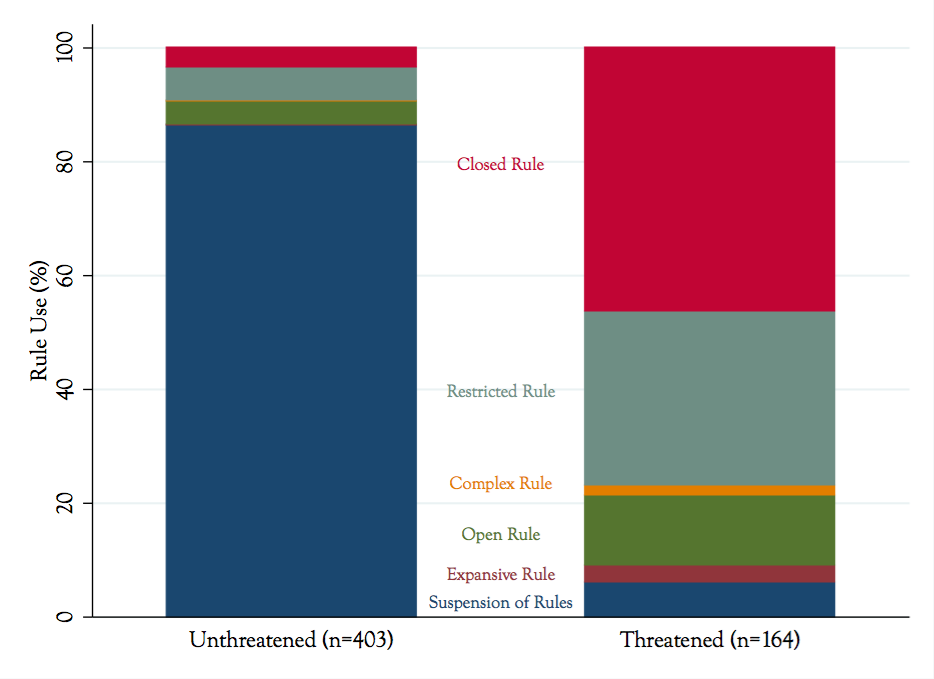 100
80
60
40
20
0
Rule Use (%)
Closed Rule
Restricted Rule
Complex Rule
Open Rule
Expansive Rule
Suspension of Rules
Unthreatened (n=403)
Threatened (n=164)